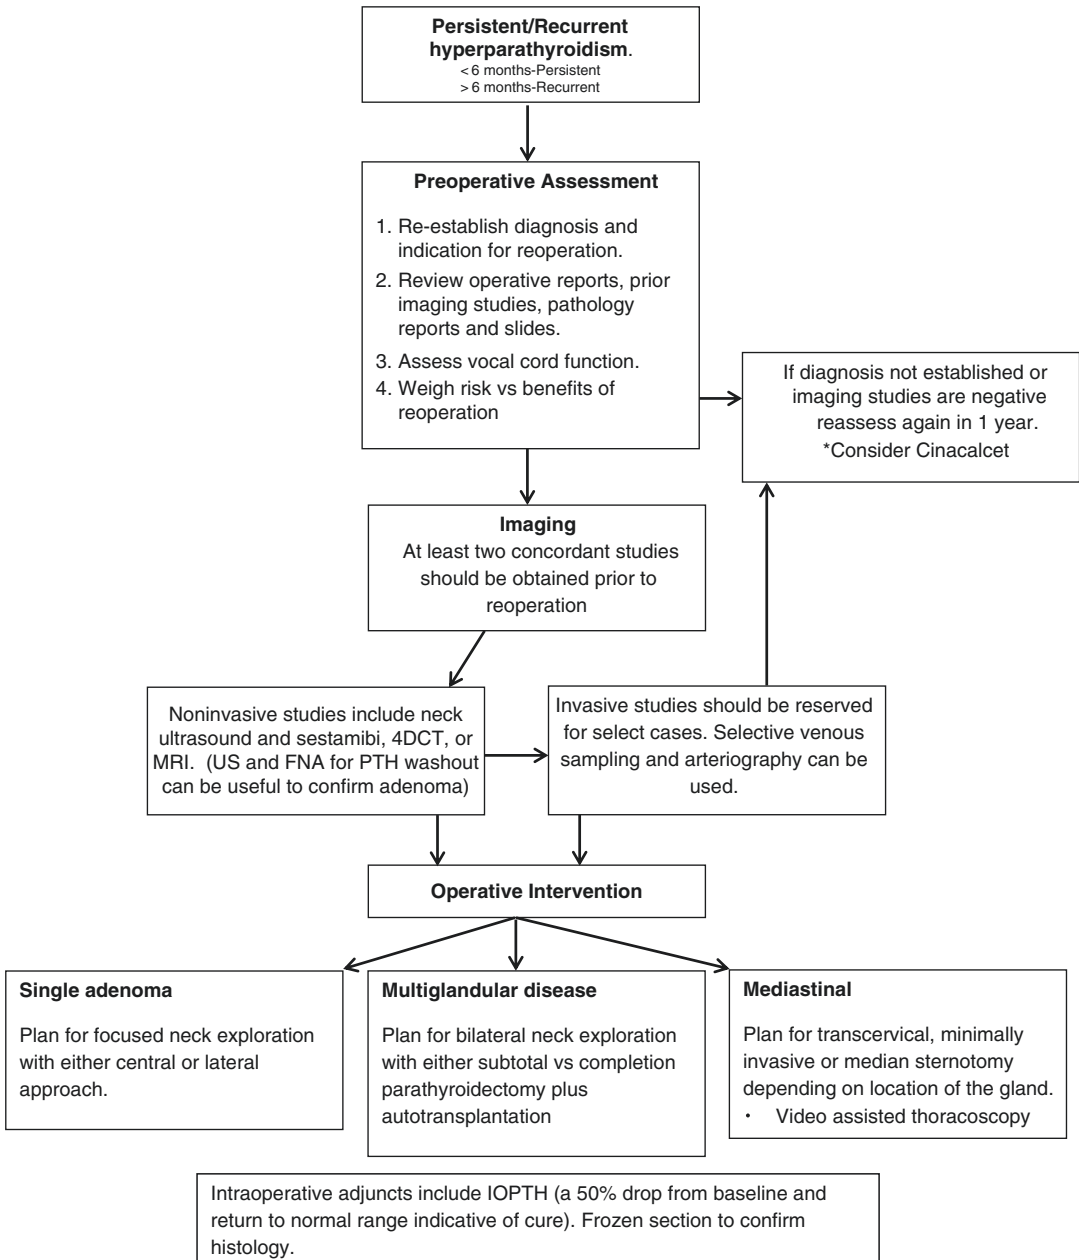 Persistent/Recurrent
hyperparathyroidism.
< 6 months-Persistent
> 6 months-Recurrent
Preoperative Assessment
1. Re-establish diagnosis and
indication for reoperation.
2. Review operative reports, prior
imaging studies, pathology
reports and slides.
3. Assess vocal cord function.
4. Weigh risk vs benefits of
reoperation
If diagnosis not established or
imaging studies are negative
reassess again in 1 year.
*Consider Cinacalcet
Imaging
At least two concordant studies
should be obtained prior to
reoperation
Noninvasive studies include neck
ultrasound and sestamibi, 4DCT, or
MRI. (US and FNA for PTH washout
can be useful to confirm adenoma)
Invasive studies should be reserved
for select cases. Selective venous
sampling and arteriography can be
used.
Operative Intervention
Single adenoma
Plan for focused neck exploration
with either central or lateral
approach.
Multiglandular disease
Plan for bilateral neck exploration
with either subtotal vs completion
parathyroidectomy plus
autotransplantation
Mediastinal
Plan for transcervical, minimally
invasive or median sternotomy
depending on location of the gland.
· Video assisted thoracoscopy
Intraoperative adjuncts include IOPTH (a 50% drop from baseline and
return to normal range indicative of cure). Frozen section to confirm
histology.